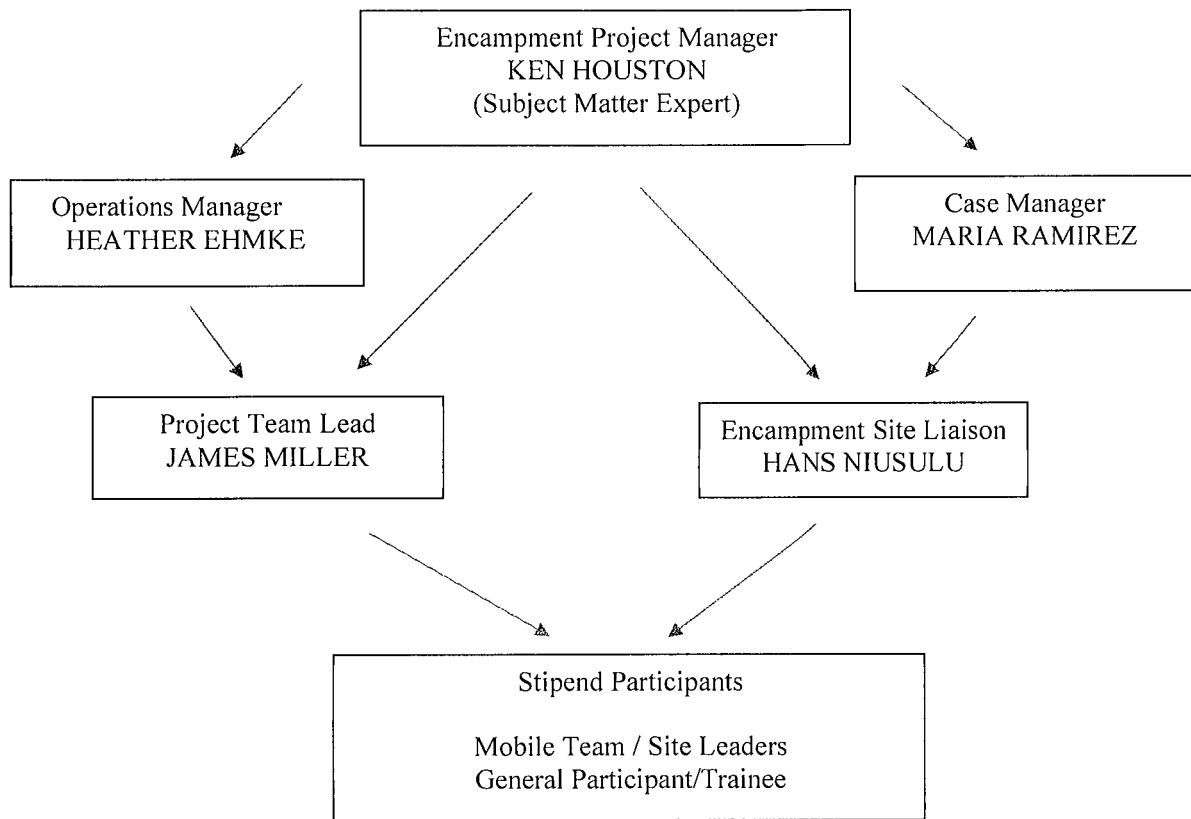 Encampment Project Manager
KEN HOUSTON
(Subject Matter Expert)
Operations Manager
HEATHER EHMKE
Case Manager
MARIA RAMIREZ
Project Team Lead
JAMES MILLER
Encampment Site Liaison
HANS NIUSULU
Stipend Participants
Mobile Team / Site Leaders
General Participant/Trainee